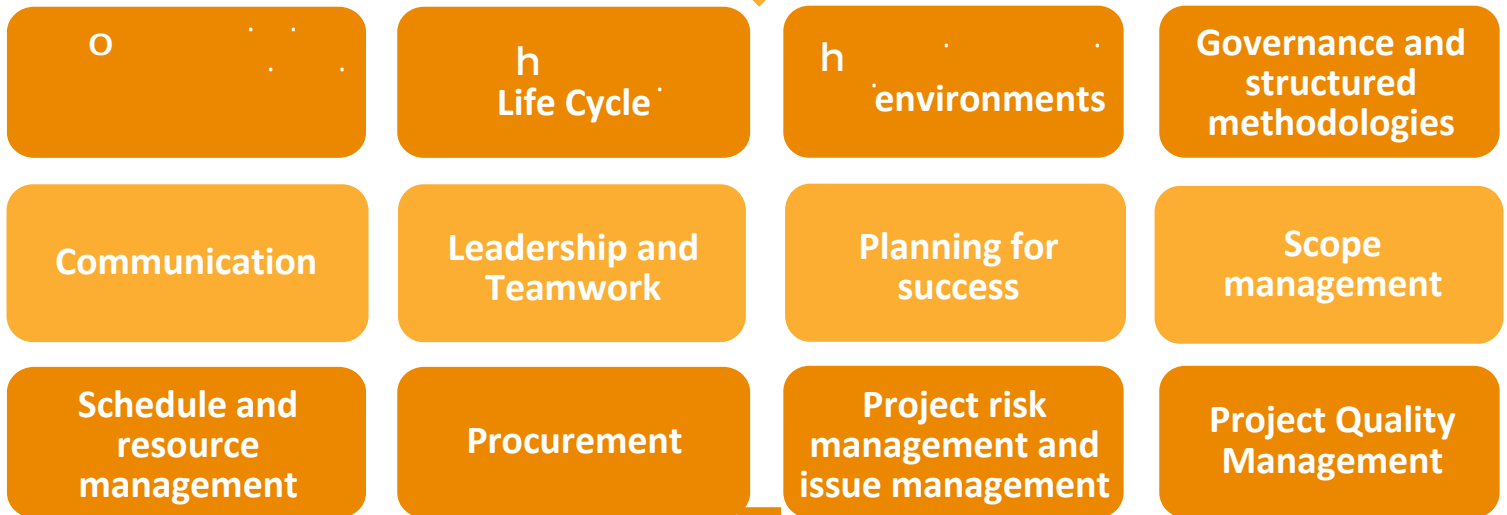 Life Cycle
environments
Governance and
structured
methodologies
Communication
Leadership and
Teamwork
Planning for
success
Scope
management
Schedule and
resource
management
Procurement
Project risk
management and
issue management
Project Quality
Management